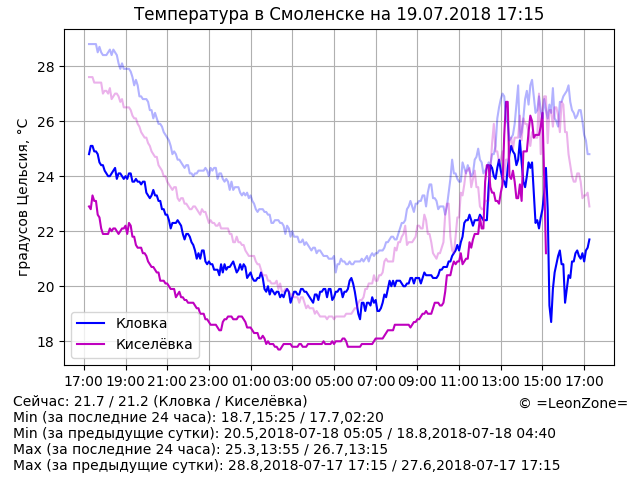 Температура в Смоленске на 19.07.2018 17:15
градусов Цельсия, °C
28
26
24
22
20
18
Кловка
Киселёвка
17:00 19:00 21:00 23:00 01:00 03:00 05:00 07:00 09:00 11:00 13:00 15:00 17:00
Сейчас: 21.7 / 21.2 (Кловка / Киселёвка)
© =LeonZone=
Min (за последние 24 часа): 18.7,15:25 / 17.7,02:20
Min (за предыдущие сутки): 20.5,2018-07-18 05:05 / 18.8,2018-07-18 04:40
Max (за последние 24 часа): 25.3,13:55 / 26.7,13:15
Max (за предыдущие сутки): 28.8,2018-07-17 17:15 / 27.6,2018-07-17 17:15